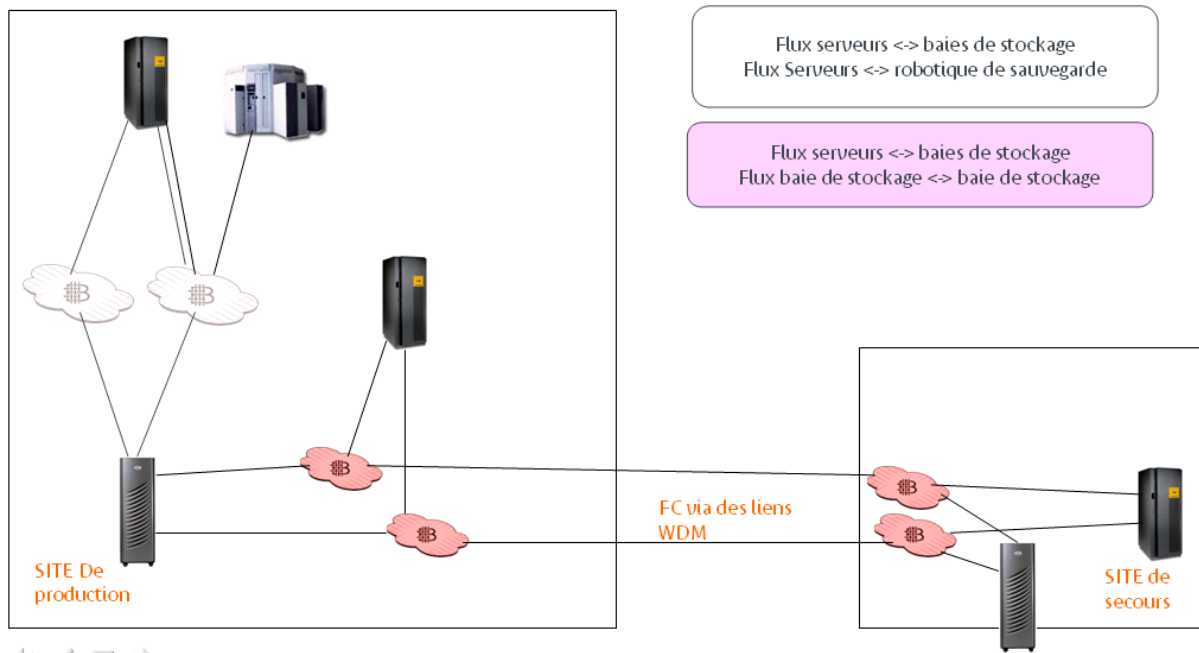 Flux serveurs <-> baies de stockage
Flux Serveurs <-> robotique de sauvegarde
Flux serveurs <-> baies de stockage
Flux baie de stockage <-> baie de stockage
FC via des liens
WDM
SITE De
production
SITE de
secours